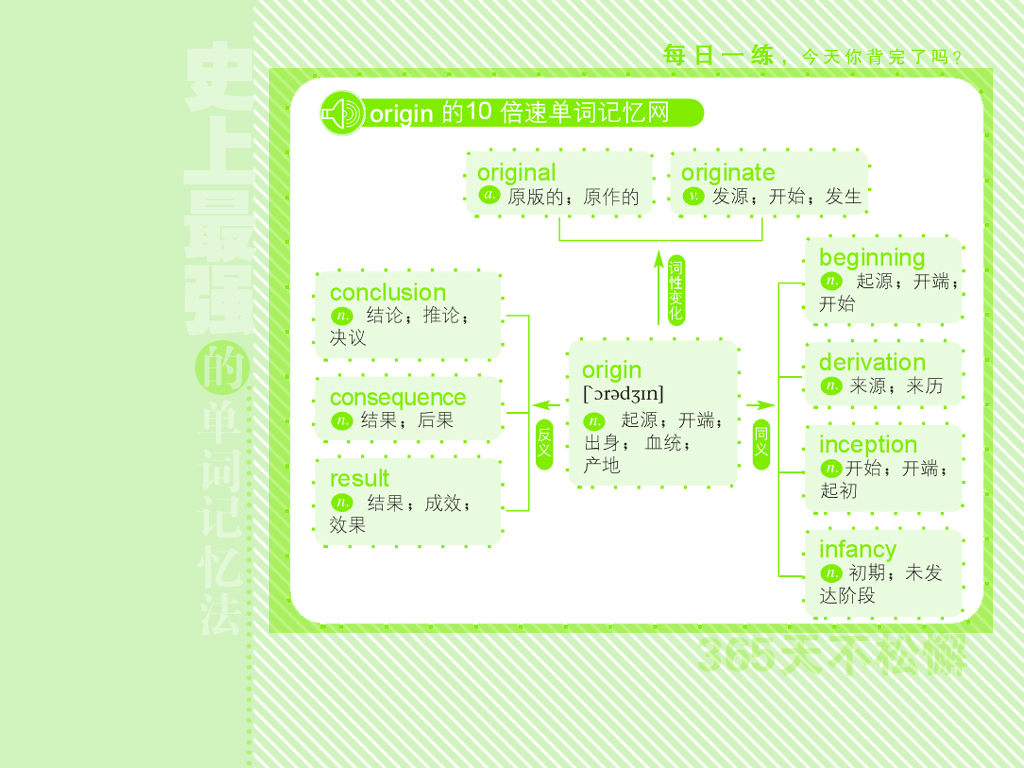 每日一练，今天你背完了吗?
史上最强的单词记忆法
origin 的10 倍速单词记忆网
original
a. 原版的；原作的
originate
v. 发源；开始；发生
词性变化
conclusion
n. 结论；推论；
决议
consequence
n. 结果；后果
result
n. 结果；成效；
效果
反义
origin
[ˋɔrədʒɪn]
n. 起源；开端；
出身； 血统；
产地
同义
beginning
n. 起源；开端；
开始
derivation
n. 来源；来历
inception
n. 开始；开端；
起初
infancy
n. 初期；未发
达阶段
365天不松懈